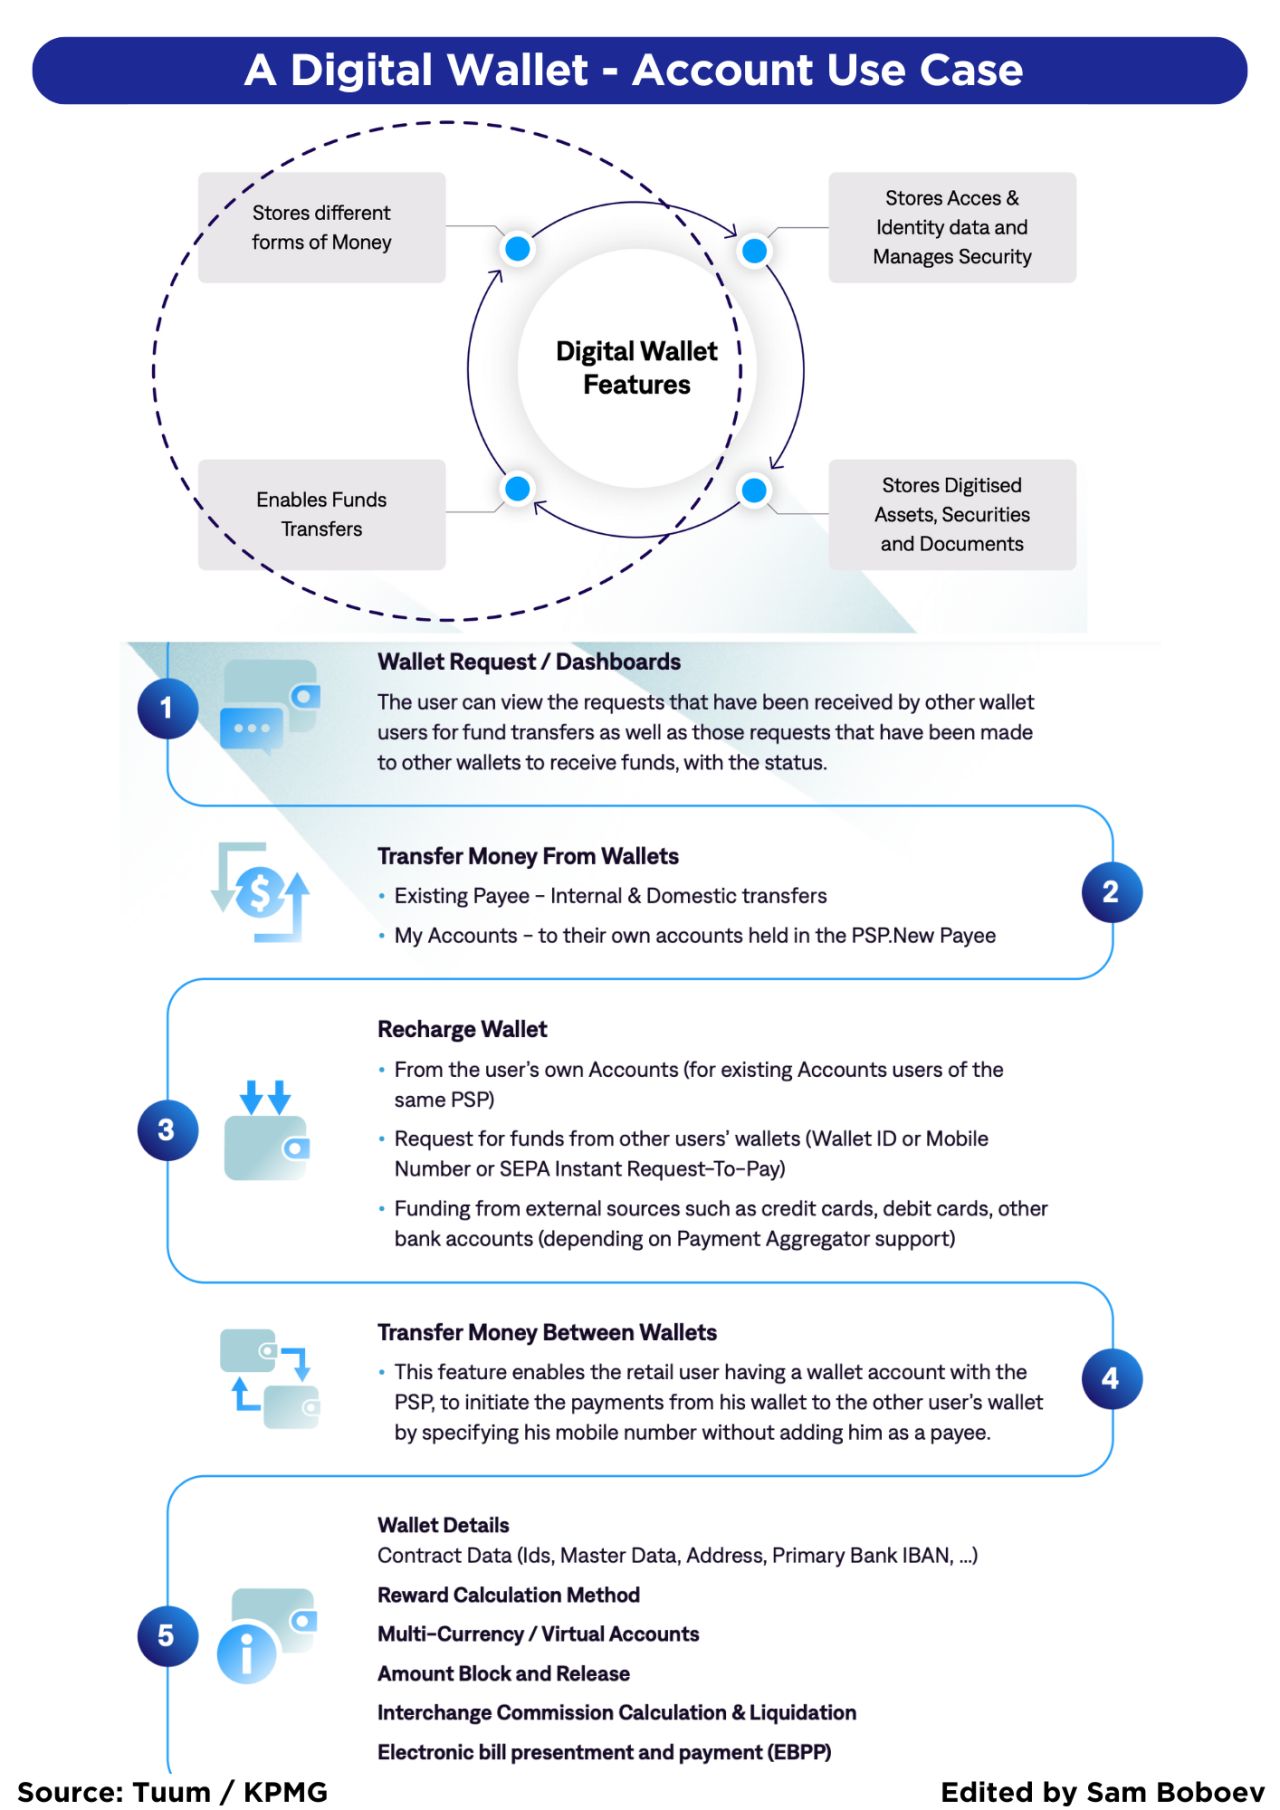 A Digital Wallet - Account Use Case
Stores different
forms of Money
Stores Acces &
Identity data and
Manages Security
Digital Wallet
Features
Enables Funds
Transfers
Stores Digitised
Assets, Securities
and Documents
1
Wallet Request / Dashboards
The user can view the requests that have been received by other wallet
users for fund transfers as well as those requests that have been made
to other wallets to receive funds, with the status.
$
Transfer Money From Wallets
• Existing Payee – Internal & Domestic transfers
• My Accounts – to their own accounts held in the PSP.New Payee
2
3
Recharge Wallet
• From the user’s own Accounts (for existing Accounts users of the
same PSP)
• Request for funds from other users’ wallets (Wallet ID or Mobile
Number or SEPA Instant Request-To-Pay)
• Funding from external sources such as credit cards, debit cards, other
bank accounts (depending on Payment Aggregator support)
Transfer Money Between Wallets
• This feature enables the retail user having a wallet account with the
PSP, to initiate the payments from his wallet to the other user’s wallet
by specifying his mobile number without adding him as a payee.
4
5
i
Wallet Details
Contract Data (Ids, Master Data, Address, Primary Bank IBAN, ...)
Reward Calculation Method
Multi-Currency / Virtual Accounts
Amount Block and Release
Interchange Commission Calculation & Liquidation
Electronic bill presentment and payment (EBPP)
Source: Tuum / KPMG
Edited by Sam Boboev